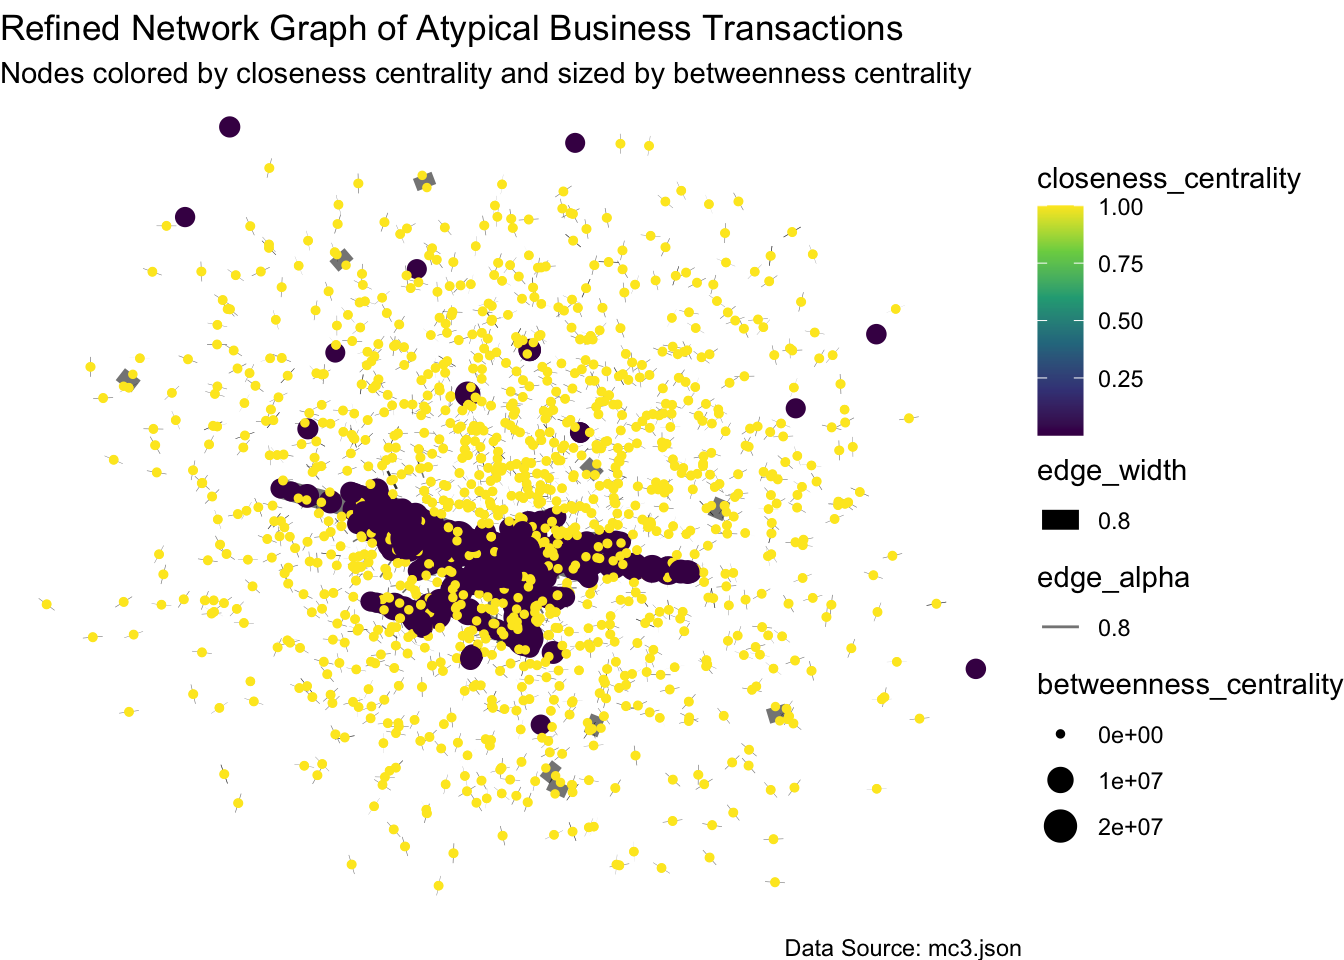 Refined Network Graph of Atypical Business Transactions
Nodes colored by closeness centrality and sized by betweenness centrality
closeness_centrality
1.00
0.75
0.50
0.25
edge_width
0.8
edge_alpha
0.8
betweenness_centrality
0e+00
1e+07
2e+07
Data Source: mc3.json